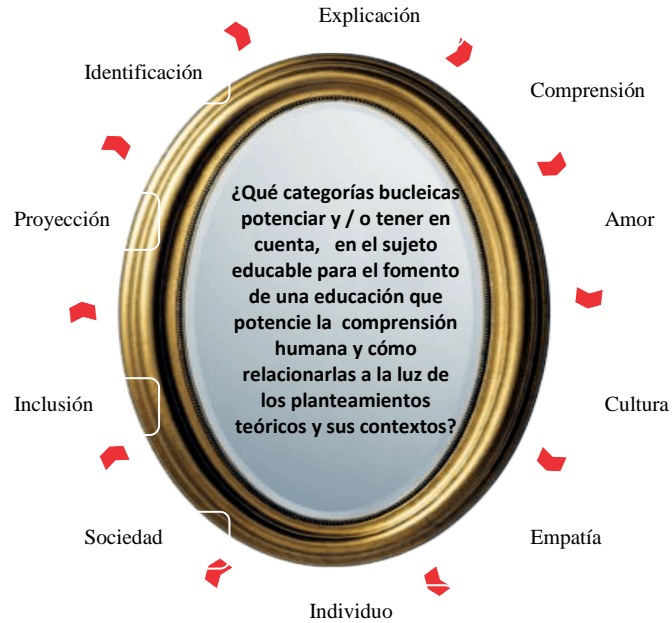 Explicación
Identificación
Comprensión
¿Qué categorías bucleicas
potenciar y / o tener en
cuenta, en el sujeto
educable para el fomento
de una educación que
potencie la comprensión
humana y cómo
relacionarlas a la luz de
los planteamientos
teóricos y sus contextos?
Proyección
Amor
Inclusión
Cultura
Sociedad
Empatía
Individuo